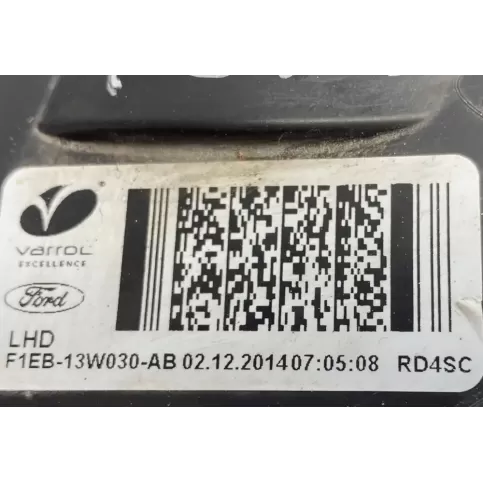 varroc
EXCELLENCE
Ford
LHD
F1EB-13W030-AB 02.12.2014 07:05:08 RD4SC